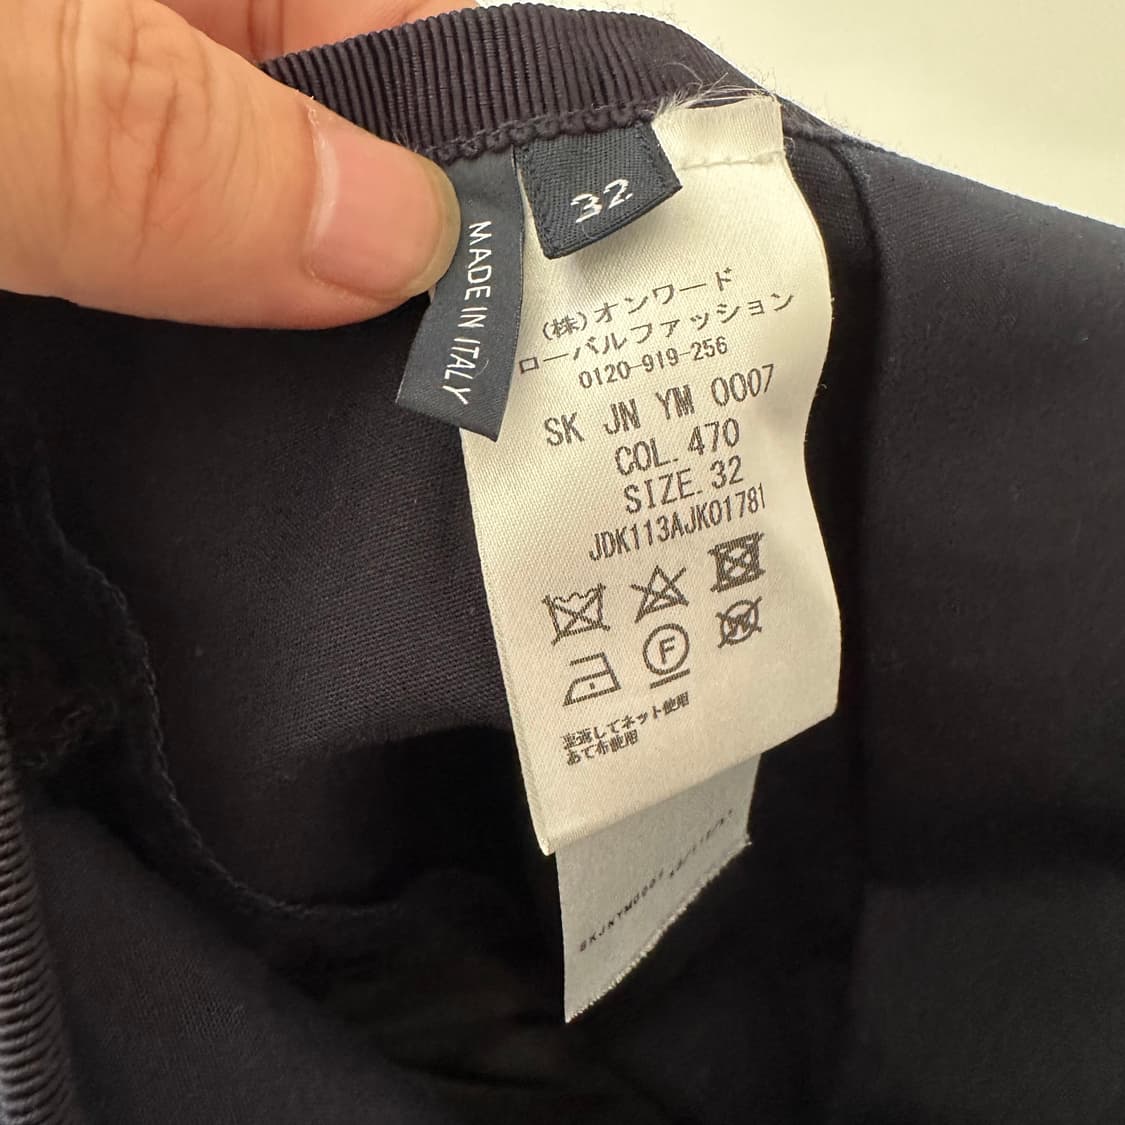 32
MADE IN ITALY
(株)オンワード
ローバルファッション
0120-919-256
SK JN YM 0007
COL. 470
SIZE. 32
JDK113AJK01781
F
W
裏返してネット使用
あて布使用
SKJNYM0007